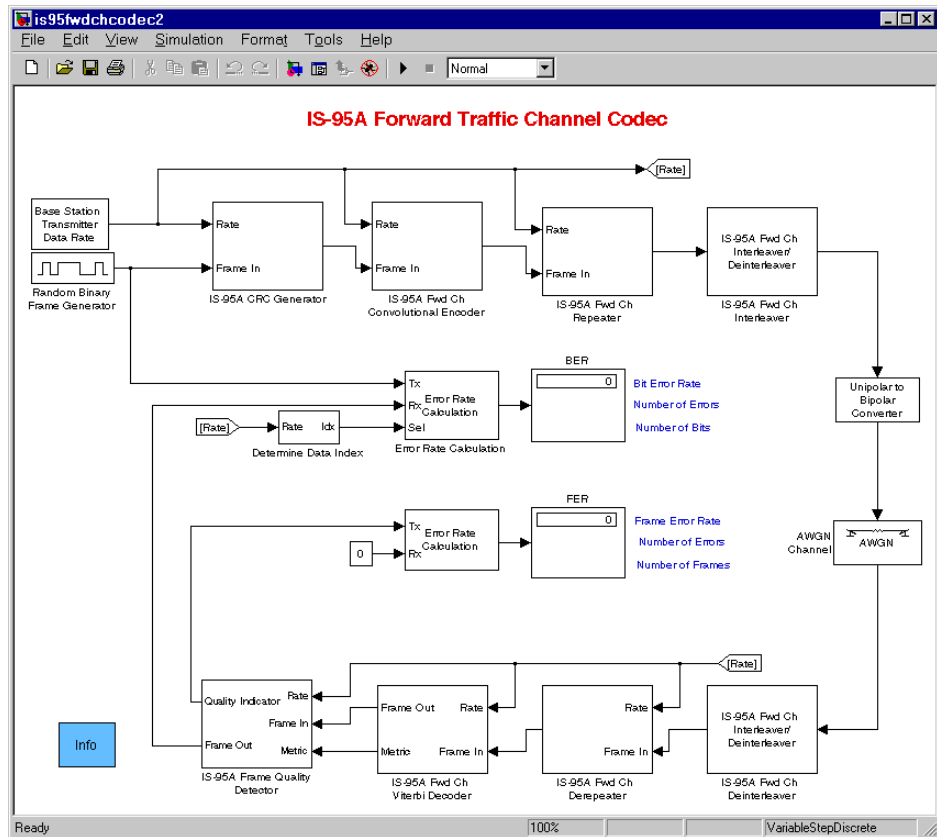 is95fwdchcodec2
File Edit View Simulation Format Tools Help
Normal
IS-95A Forward Traffic Channel Codec
[Rate]
Base Station
Transmitter
Data Rate
Random Binary
Frame Generator
Rate
Frame In
IS-95A CRC Generator
Rate
Frame In
IS-95A Fwd Ch
Convolutional Encoder
Rate
Frame In
IS-95A Fwd Ch
Repeater
IS-95A Fwd Ch
Interleaver/
Deinterleaver
IS-95A Fwd Ch
Interleaver
Unipolar to
Bipolar
Converter
Tx
Rx
Sel
Error Rate
Calculation
Error Rate Calculation
[Rate]
Rate Idx
Determine Data Index
BER
0
Bit Error Rate
Number of Errors
Number of Bits
Tx
Rx
Error Rate
Calculation
0
FER
0
Frame Error Rate
Number of Errors
Number of Frames
AWGN
Channel
AWGN
[Rate]
Quality Indicator
Frame Out
Rate
Frame In
Metric
IS-95A Frame Quality
Detector
Frame Out
Metric
Rate
Frame In
IS-95A Fwd Ch
Viterbi Decoder
Rate
Frame In
IS-95A Fwd Ch
Derepeater
IS-95A Fwd Ch
Interleaver/
Deinterleaver
IS-95A Fwd Ch
Deinterleaver
Info
Ready 100% VariableStepDiscrete